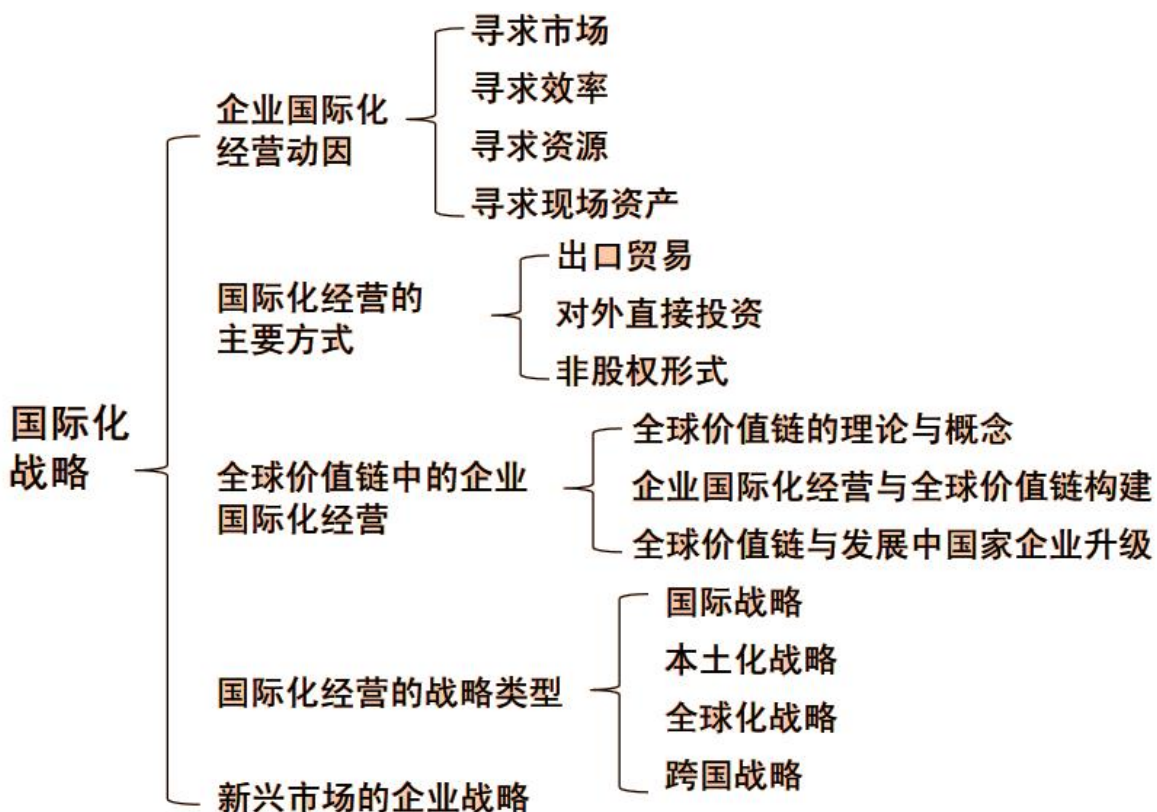 国际化
战略
企业国际化
经营动因
寻求市场
寻求效率
寻求资源
寻求现场资产
国际化经营的
主要方式
出口贸易
对外直接投资
非股权形式
全球价值链中的企业
国际化经营
全球价值链的理论与概念
企业国际化经营与全球价值链构建
全球价值链与发展中国家企业升级
国际化经营的战略类型
国际战略
本土化战略
全球化战略
跨国战略
新兴市场的企业战略